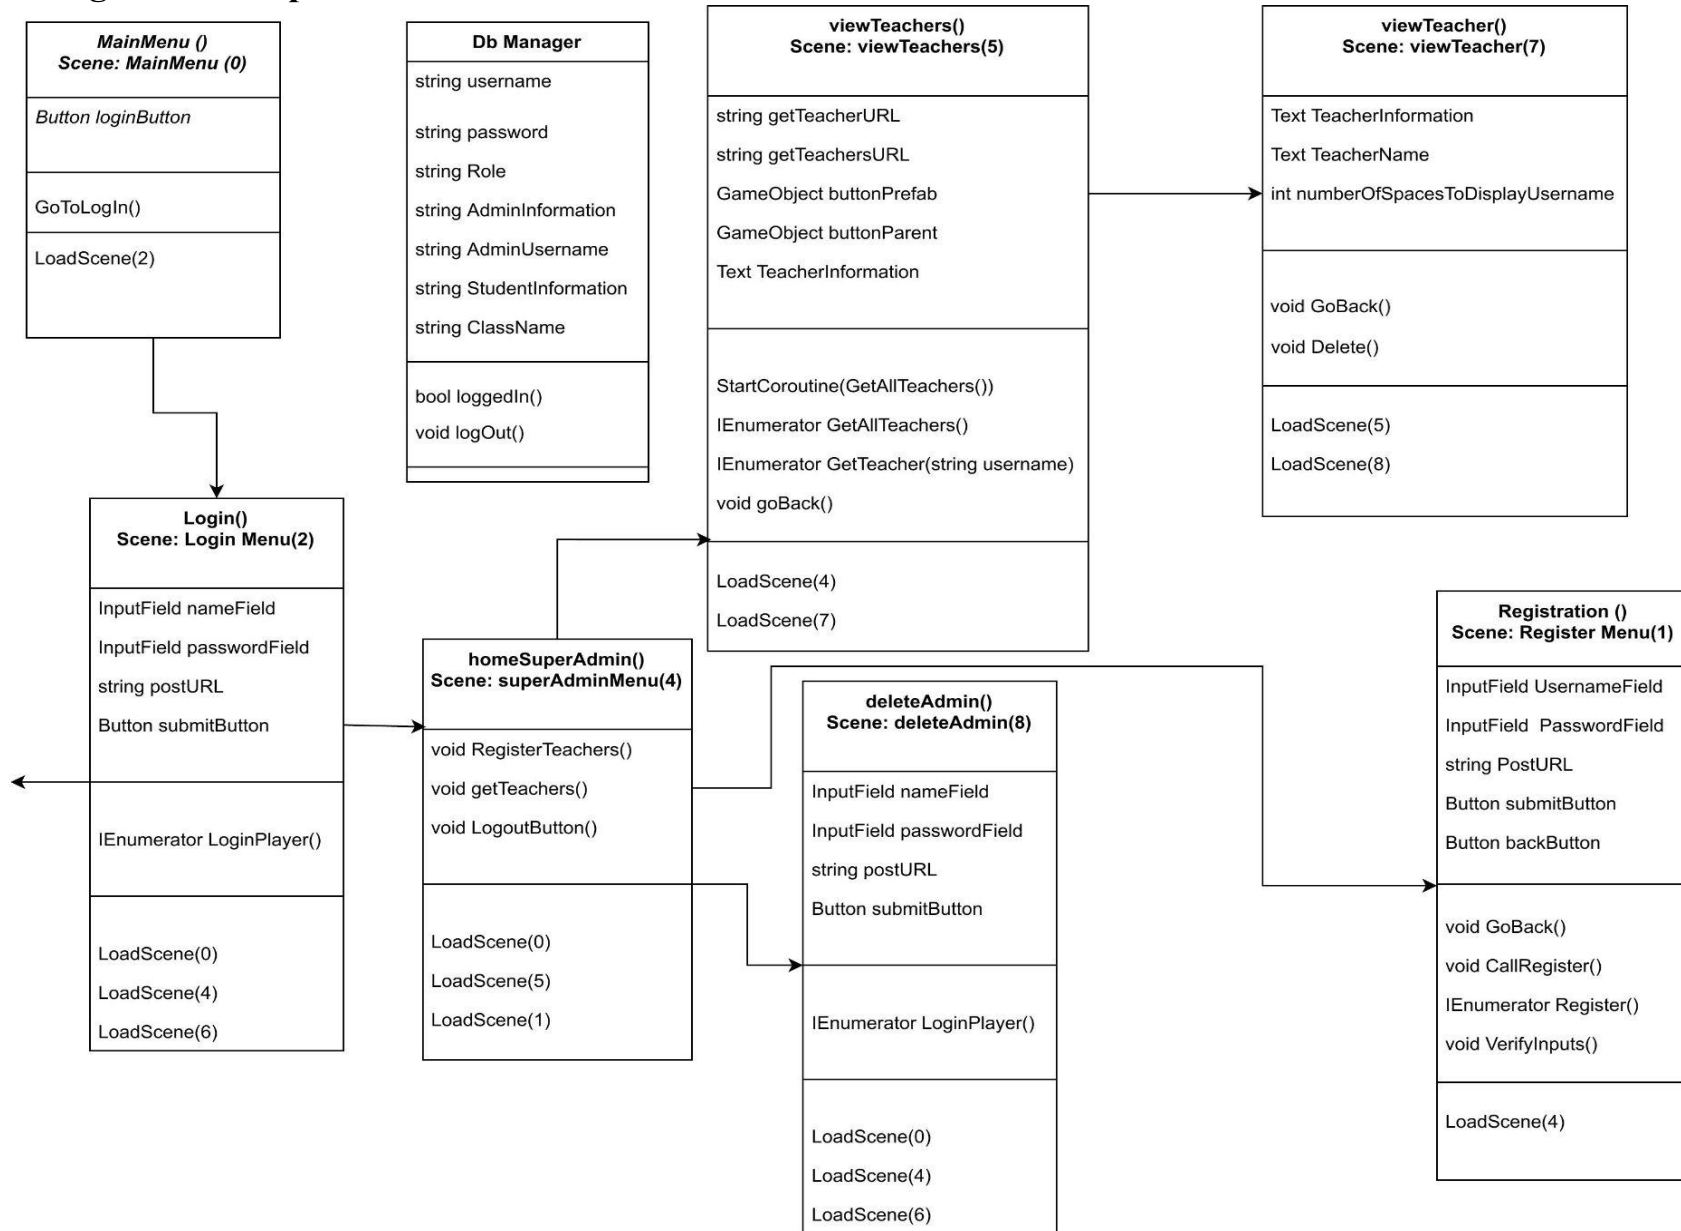 MainMenu ()
Scene: MainMenu (0)
Button loginButton
GoToLogIn()
LoadScene(2)
Db Manager
string username
string password
string Role
string AdminInformation
string AdminUsername
string StudentInformation
string ClassName
bool loggedIn()
void logOut()
viewTeachers()
Scene: viewTeachers(5)
string getTeacherURL
string getTeachersURL
GameObject buttonPrefab
GameObject buttonParent
Text TeacherInformation
StartCoroutine(GetAllTeachers())
IEnumerator GetAllTeachers()
IEnumerator GetTeacher(string username)
void goBack()
LoadScene(4)
LoadScene(7)
viewTeacher()
Scene: viewTeacher(7)
Text TeacherInformation
Text TeacherName
int numberOfSpacesToDisplayUsername
void GoBack()
void Delete()
LoadScene(5)
LoadScene(8)
Login()
Scene: Login Menu(2)
InputField nameField
InputField passwordField
string postURL
Button submitButton
IEnumerator LoginPlayer()
LoadScene(0)
LoadScene(4)
LoadScene(6)
homeSuperAdmin()
Scene: superAdminMenu(4)
void RegisterTeachers()
void getTeachers()
void LogoutButton()
LoadScene(0)
LoadScene(5)
LoadScene(1)
deleteAdmin()
Scene: deleteAdmin(8)
InputField nameField
InputField passwordField
string postURL
Button submitButton
IEnumerator LoginPlayer()
LoadScene(0)
LoadScene(4)
LoadScene(6)
Registration ()
Scene: Register Menu(1)
InputField UsernameField
InputField PasswordField
string PostURL
Button submitButton
Button backButton
void GoBack()
void CallRegister()
IEnumerator Register()
void VerifyInputs()
LoadScene(4)